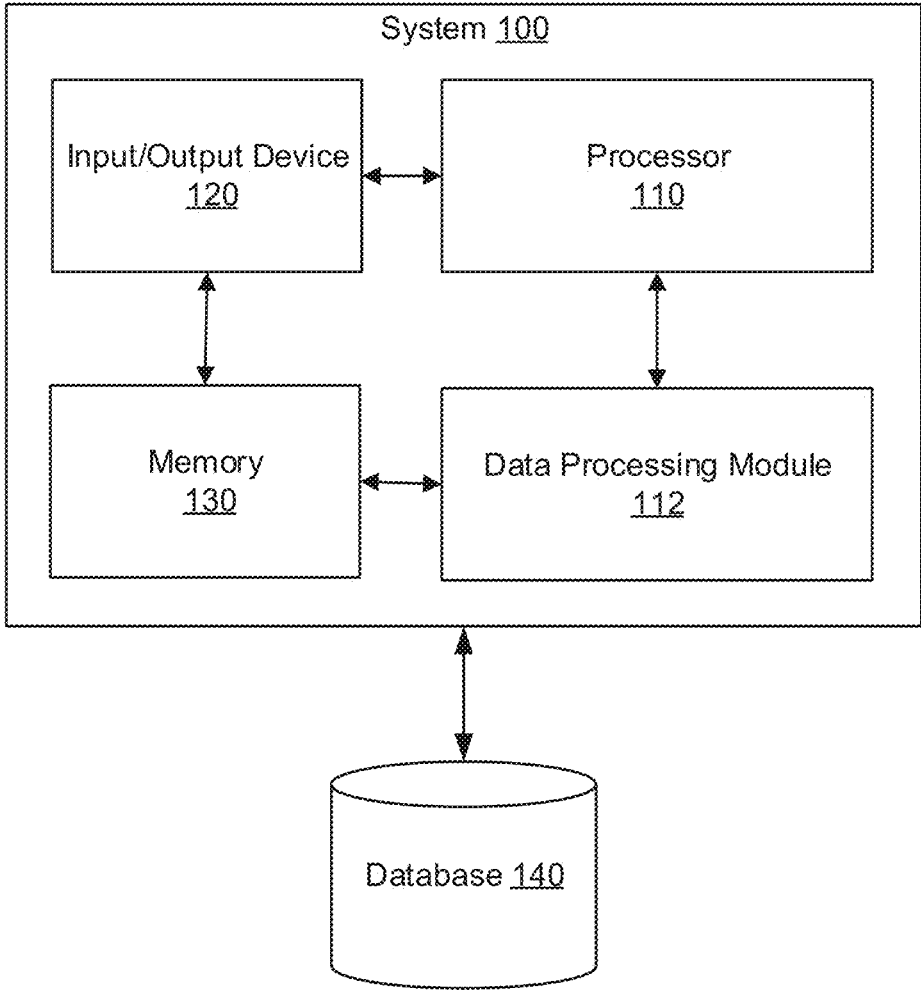 System 100
Input/Output Device
120
Processor
110
Memory
130
Data Processing Module
112
Database 140